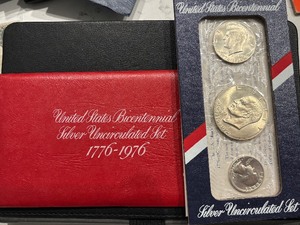 United States Bicentennial
Silver Uncirculated Set
1776-1976
United States Bicentennial
Silver Uncirculated Set